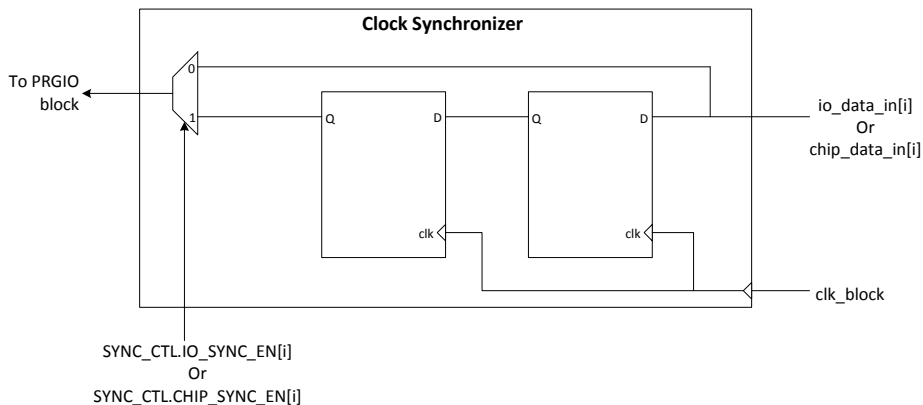 Clock Synchronizer
To PRGIO
block
0
1
Q
D
Q
D
io_data_in[i]
Or
chip_data_in[i]
clk
clk
clk_block
SYNC_CTL.IO_SYNC_EN[i]
Or
SYNC_CTL.CHIP_SYNC_EN[i]